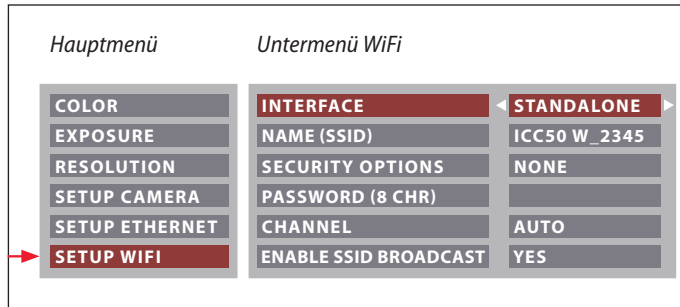 Hauptmenü Untermenü WiFi
COLOR INTERFACE STANDALONE
EXPOSURE NAME (SSID) ICC50 W_2345
RESOLUTION SECURITY OPTIONS NONE
SETUP CAMERA PASSWORD (8 CHR)
SETUP ETHERNET CHANNEL AUTO
SETUP WIFI ENABLE SSID BROADCAST YES